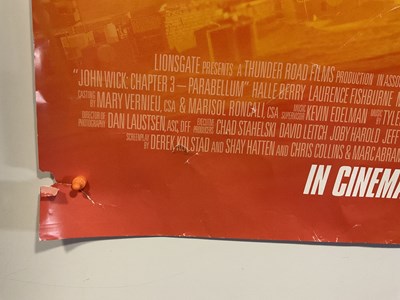 LIONSGATE PRESENTS A THUNDER ROAD FILMS PRODUCTION IN ASSO
"JOHN WICK: CHAPTER 3 — PARABELLUM" HALLE BERRY LAURENCE FISHBURNE M
CASTING BY MARY VERNIEU, CSA & MARISOL RONCALI, CSA MUSIC SUPERVISOR KEVIN EDELMAN MUSIC BY TYLE
DIRECTOR OF PHOTOGRAPHY DAN LAUSTSEN, ASC, DFF EXECUTIVE PRODUCERS CHAD STAHELSKI DAVID LEITCH JOBY HAROLD JEFF
SCREENPLAY BY DEREK KOLSTAD AND SHAY HATTEN AND CHRIS COLLINS & MARC ABRAM
IN CINEMA